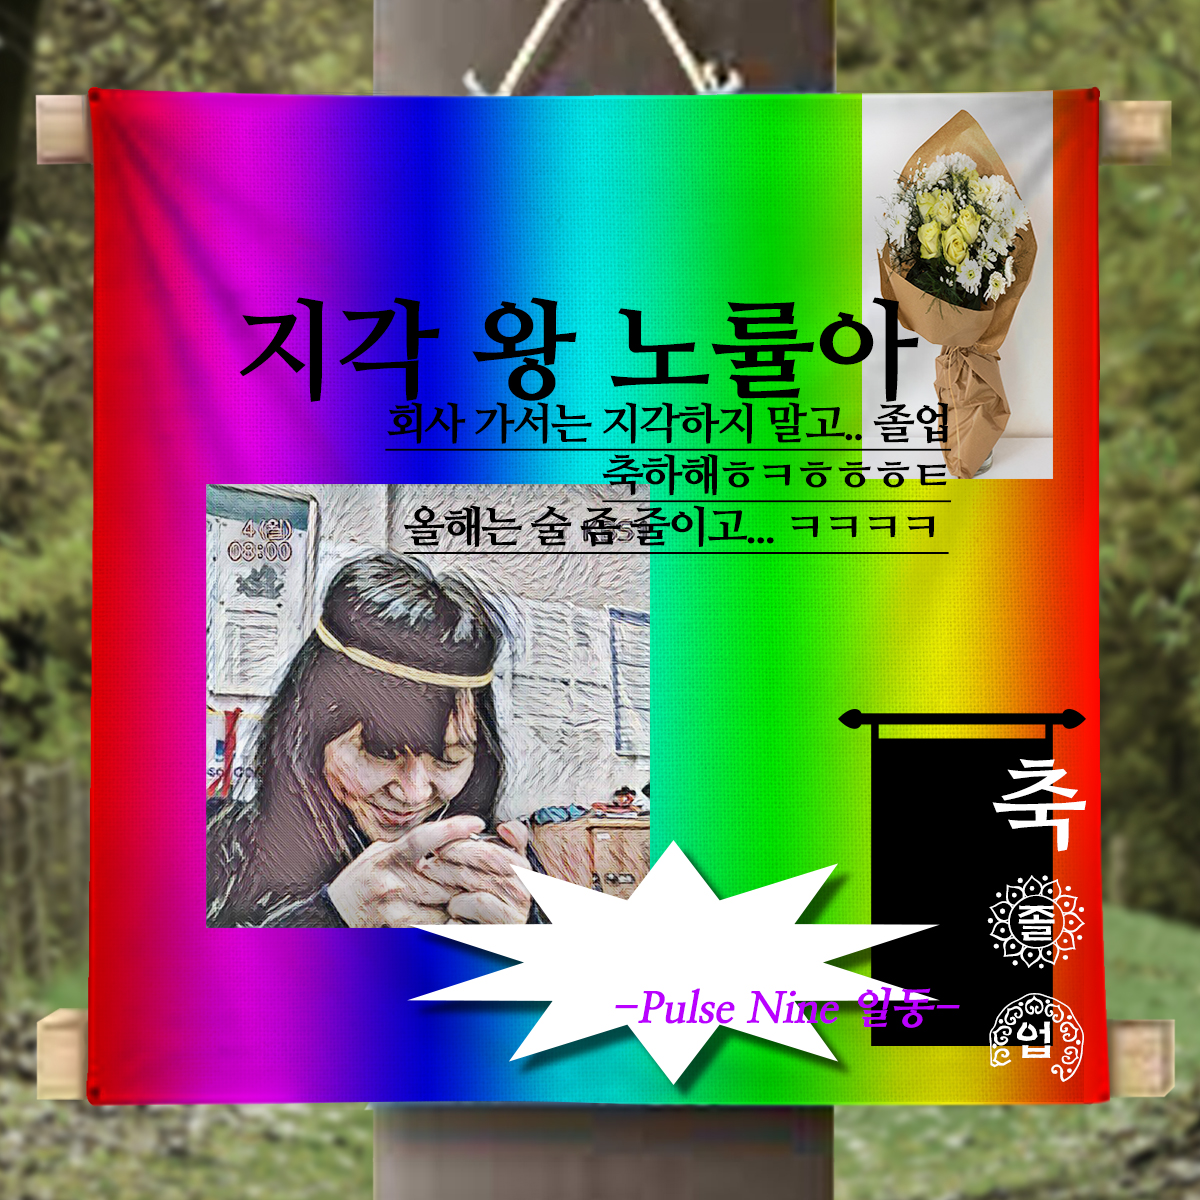 지각 왕 노률아
회사 가서는 지각하지 말고.. 졸업
축하해ㅎㅋㅎㅎㅎㅌ
올해는 술 좀 줄이고... ㅋㅋㅋㅋ
4(월)
08:00
축
졸
업
-Pulse Nine 일동-